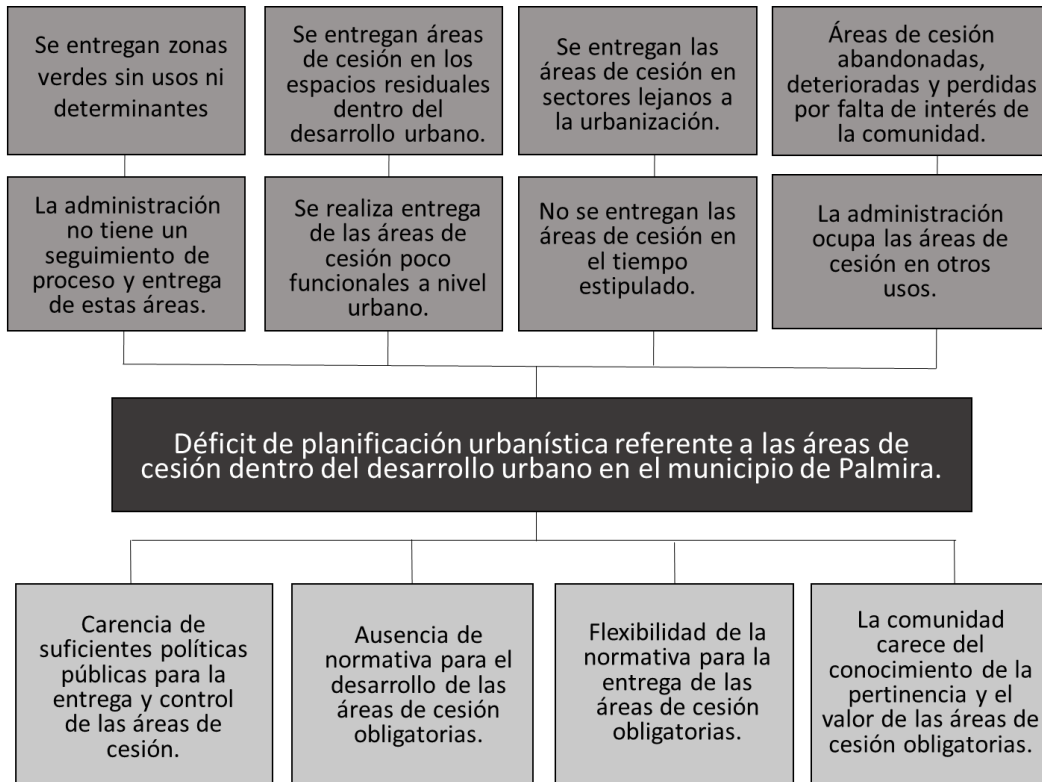 Se entregan zonas
verdes sin usos ni
determinantes
Se entregan áreas
de cesión en los
espacios residuales
dentro del
desarrollo urbano.
Se entregan las
áreas de cesión en
sectores lejanos a
la urbanización.
Áreas de cesión
abandonadas,
deterioradas y perdidas
por falta de interés de
la comunidad.
La administración
no tiene un
seguimiento de
proceso y entrega
de estas áreas.
Se realiza entrega
de las áreas de
cesión poco
funcionales a nivel
urbano.
No se entregan las
áreas de cesión en
el tiempo
estipulado.
La administración
ocupa las áreas de
cesión en otros
usos.
Déficit de planificación urbanística referente a las áreas de
cesión dentro del desarrollo urbano en el municipio de Palmira.
Carencia de
suficientes políticas
públicas para la
entrega y control
de las áreas de
cesión.
Ausencia de
normativa para el
desarrollo de las
áreas de cesión
obligatorias.
Flexibilidad de la
normativa para la
entrega de las
áreas de cesión
obligatorias.
La comunidad
carece del
conocimiento de la
pertinencia y el
valor de las áreas de
cesión obligatorias.